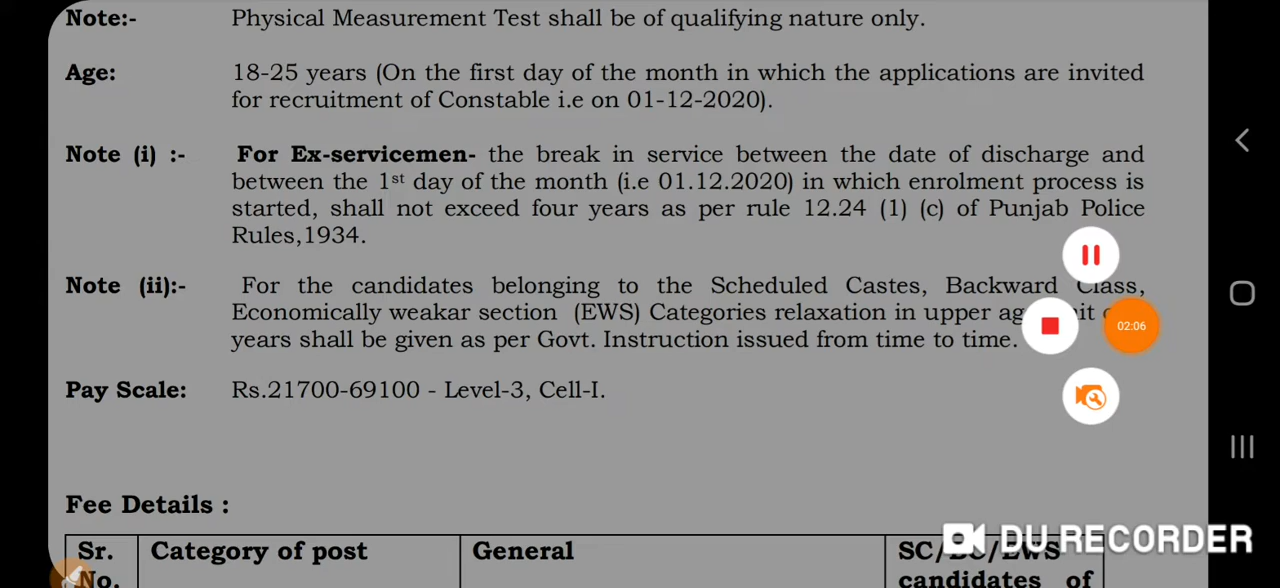 Note:- Physical Measurement Test shall be of qualifying nature only.
Age: 18-25 years (On the first day of the month in which the applications are invited
for recruitment of Constable i.e on 01-12-2020).
Note (i) :- For Ex-servicemen- the break in service between the date of discharge and
between the 1st day of the month (i.e 01.12.2020) in which enrolment process is
started, shall not exceed four years as per rule 12.24 (1) (c) of Punjab Police
Rules,1934.
Note (ii):- For the candidates belonging to the Scheduled Castes, Backward Class,
Economically weakar section (EWS) Categories relaxation in upper
years shall be given as per Govt. Instruction issued from time to time.
02:06
Pay Scale: Rs.21700-69100 - Level-3, Cell-I.
Fee Details :
Sr. Category of post General SC/ EWS
No. candidates of
DU RECORDER